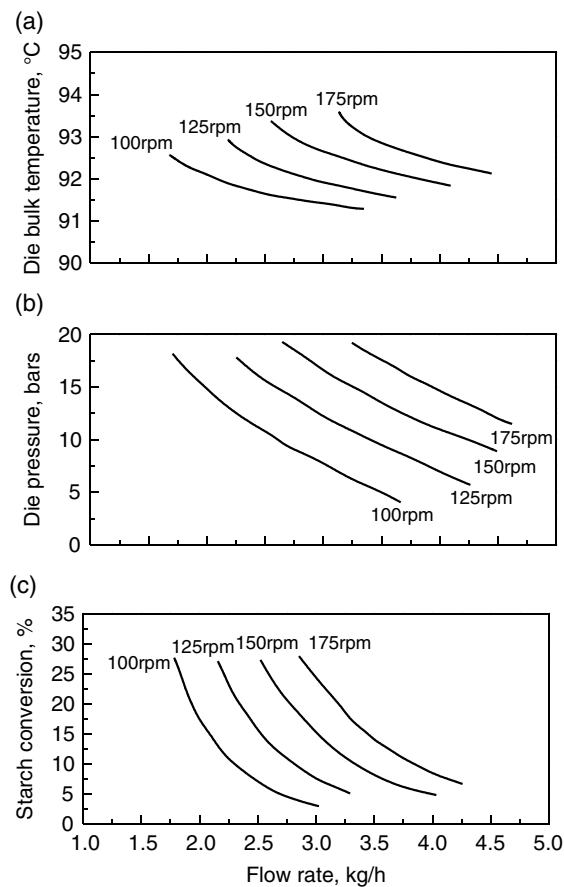 (a)
Die bulk temperature, °C
95
94
93
92
91
90
100rpm
125rpm
150rpm
175rpm
(b)
Die pressure, bars
20
15
10
5
0
175rpm
150rpm
125rpm
100rpm
(c)
Starch conversion, %
35
30
25
20
15
10
5
0
100rpm
125rpm
150rpm
175rpm
1.0 2.0 2.5 3.0 3.5 4.0 4.5 5.0
Flow rate, kg/h